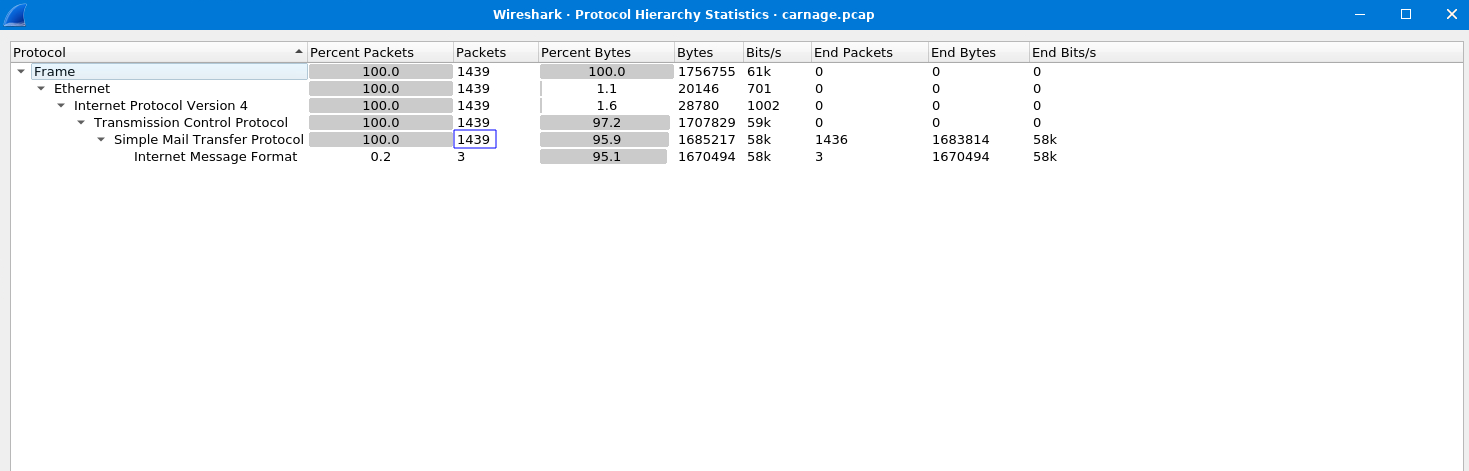 Wireshark · Protocol Hierarchy Statistics · carnage.pcap
Protocol Percent Packets Packets Percent Bytes Bytes Bits/s End Packets End Bytes End Bits/s
Frame 100.0 1439 100.0 1756755 61k 0 0 0
Ethernet 100.0 1439 1.1 20146 701 0 0 0
Internet Protocol Version 4 100.0 1439 1.6 28780 1002 0 0 0
Transmission Control Protocol 100.0 1439 97.2 1707829 59k 0 0 0
Simple Mail Transfer Protocol 100.0 1439 95.9 1685217 58k 1436 1683814 58k
Internet Message Format 0.2 3 95.1 1670494 58k 3 1670494 58k